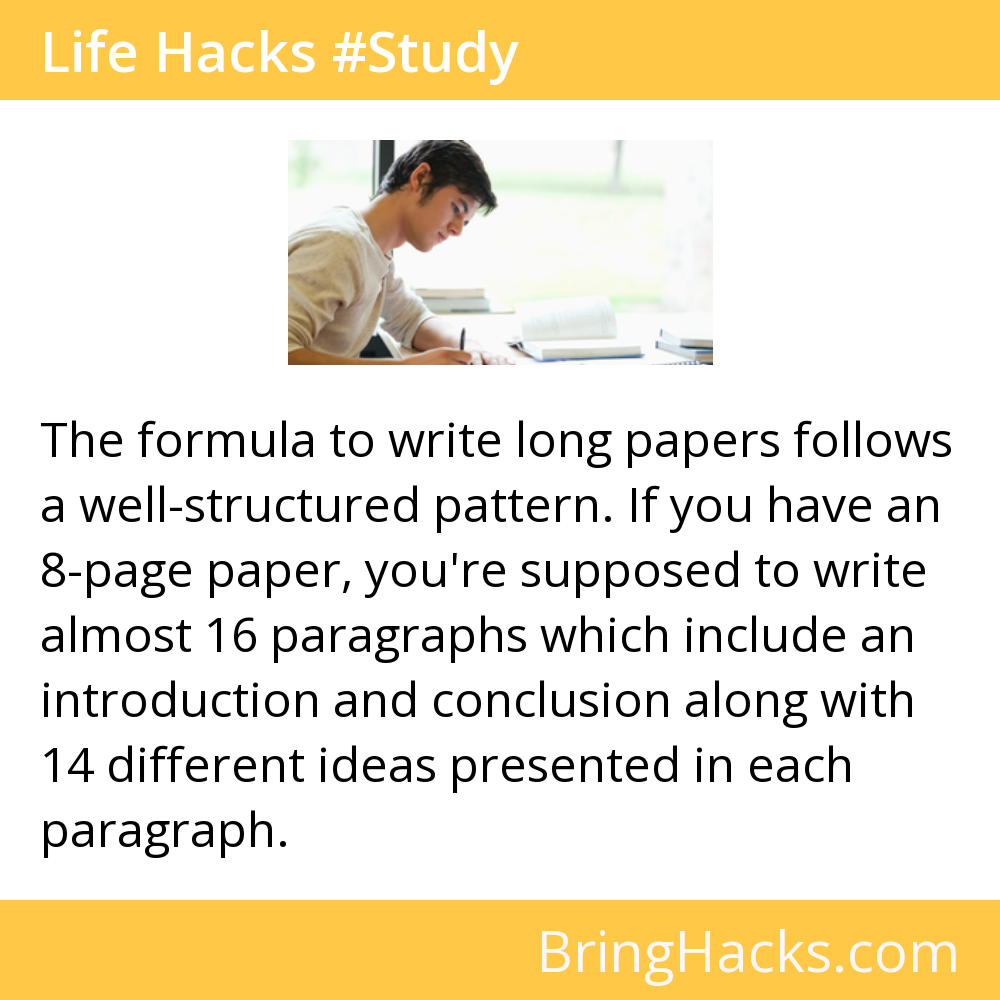 Life Hacks #Study
The formula to write long papers follows
a well-structured pattern. If you have an
8-page paper, you're supposed to write
almost 16 paragraphs which include an
introduction and conclusion along with
14 different ideas presented in each
paragraph.
BringHacks.com